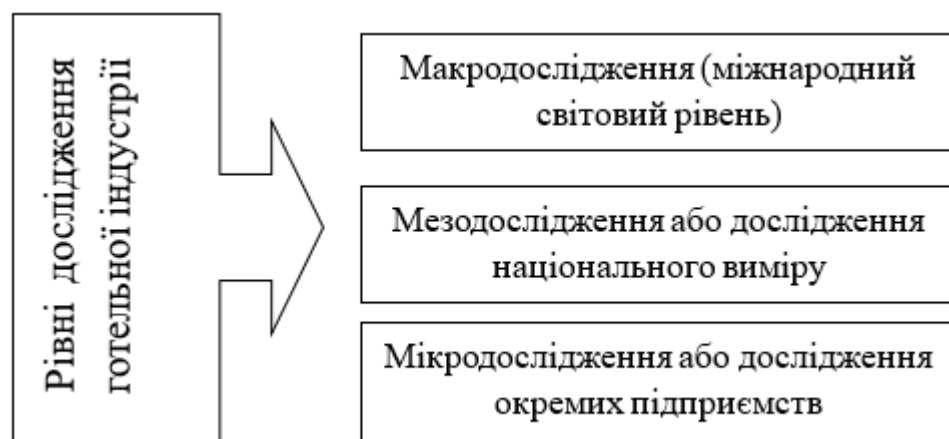 Рівні дослідження
готельної індустрії
Макродослідження (міжнародний
світовий рівень)
Мезодослідження або дослідження
національного виміру
Мікродослідження або дослідження
окремих підприємств